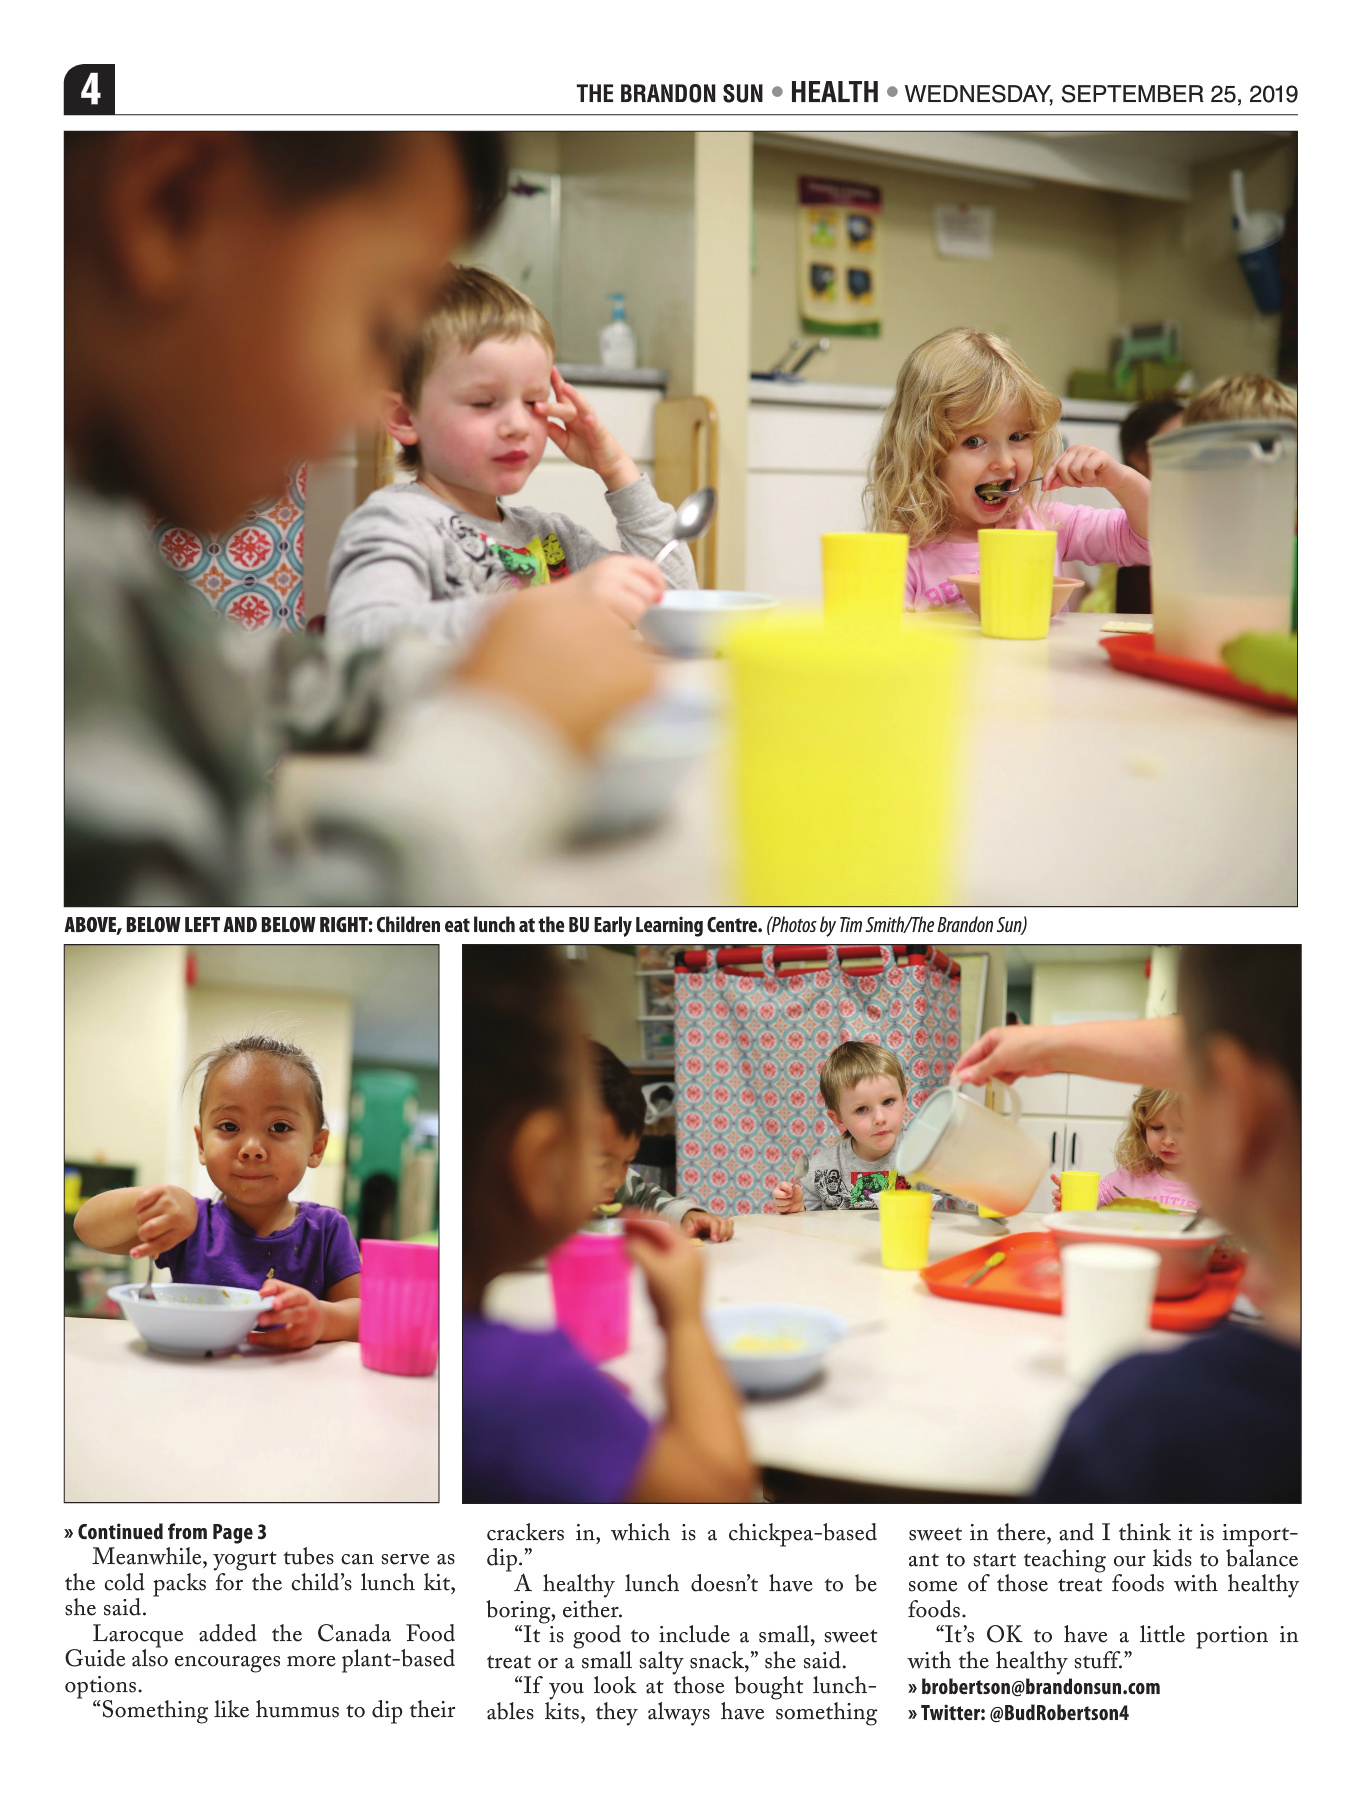 4
THE BRANDON SUN • HEALTH • WEDNESDAY, SEPTEMBER 25, 2019
ABOVE, BELOW LEFT AND BELOW RIGHT: Children eat lunch at the BU Early Learning Centre. (Photos by Tim Smith/The Brandon Sun)
» Continued from Page 3
Meanwhile, yogurt tubes can serve as
the cold packs for the child’s lunch kit,
she said.
Larocque added the Canada Food
Guide also encourages more plant-based
options.
“Something like hummus to dip their
crackers in, which is a chickpea-based
dip.”
A healthy lunch doesn’t have to be
boring, either.
“It is good to include a small, sweet
treat or a small salty snack,” she said.
“If you look at those bought lunch-
ables kits, they always have something
sweet in there, and I think it is import-
ant to start teaching our kids to balance
some of those treat foods with healthy
foods.
“It’s OK to have a little portion in
with the healthy stuff.”
» brobertson@brandonsun.com
» Twitter: @BudRobertson4